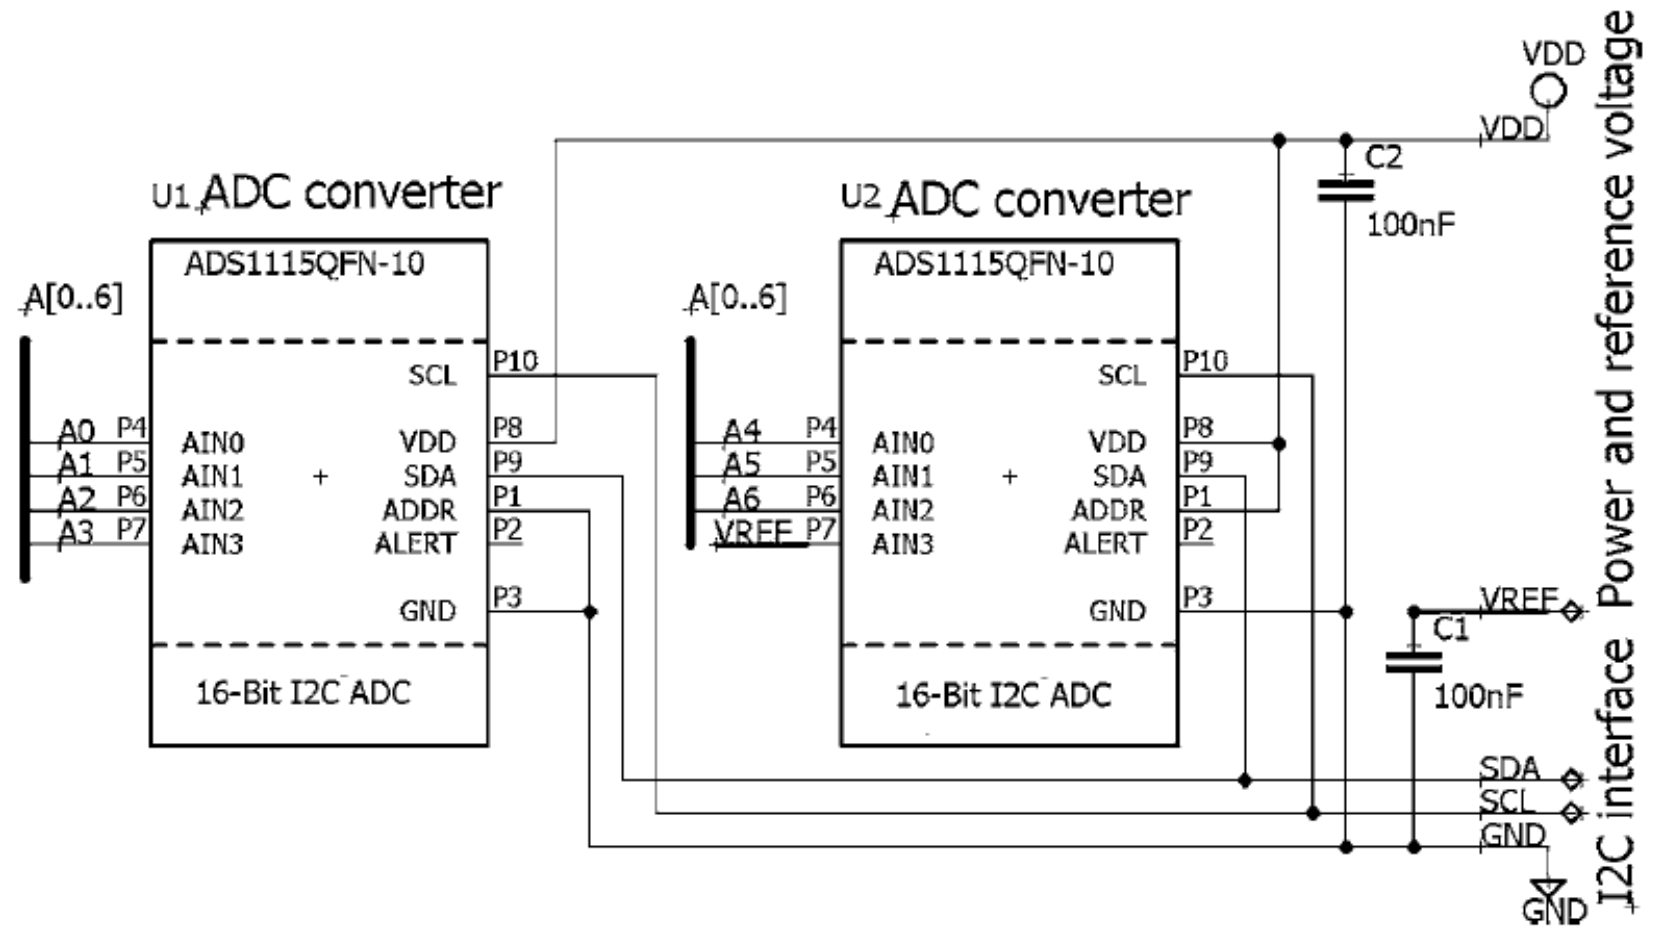 VDD
VDD
C2
100nF
U1 ADC converter
ADS1115QFN-10
A[0..6]
SCL P10
A0 P4 AIN0 VDD P8
A1 P5 AIN1 SDA P9
A2 P6 AIN2 ADDR P1
A3 P7 AIN3 ALERT P2
GND P3
16-Bit I2C ADC
U2 ADC converter
ADS1115QFN-10
A[0..6]
SCL P10
A4 P4 AIN0 VDD P8
A5 P5 AIN1 SDA P9
A6 P6 AIN2 ADDR P1
VREF P7 AIN3 ALERT P2
GND P3
16-Bit I2C ADC
VREF
C1
100nF
SDA
SCL
GND
GND
I2C interface Power and reference voltage